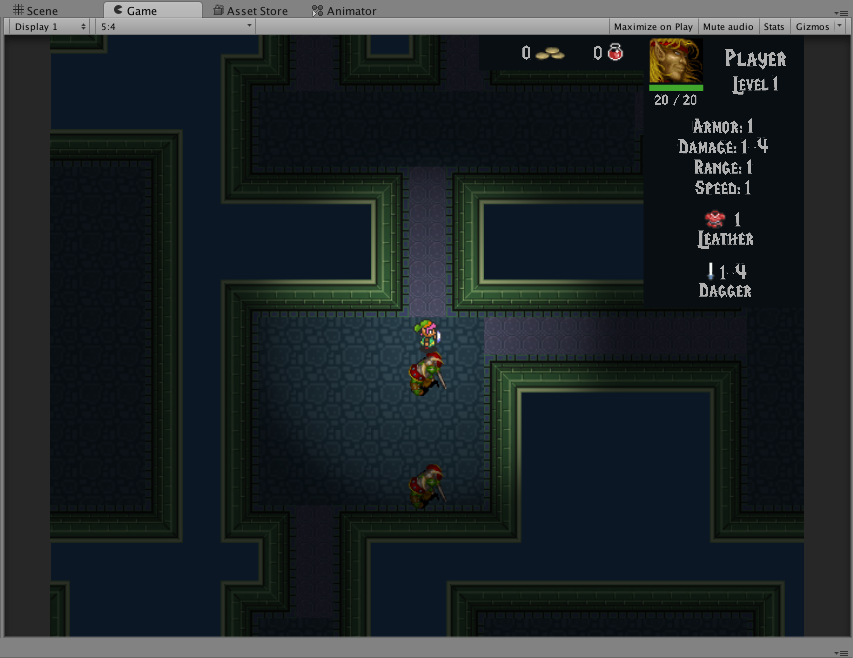 Scene Game Asset Store Animator
Display 1 5:4 Maximize on Play Mute audio Stats Gizmos
0 0
Player
Level 1
20 / 20
Armor: 1
Damage: 1-4
Range: 1
Speed: 1
1
Leather
1-4
Dagger